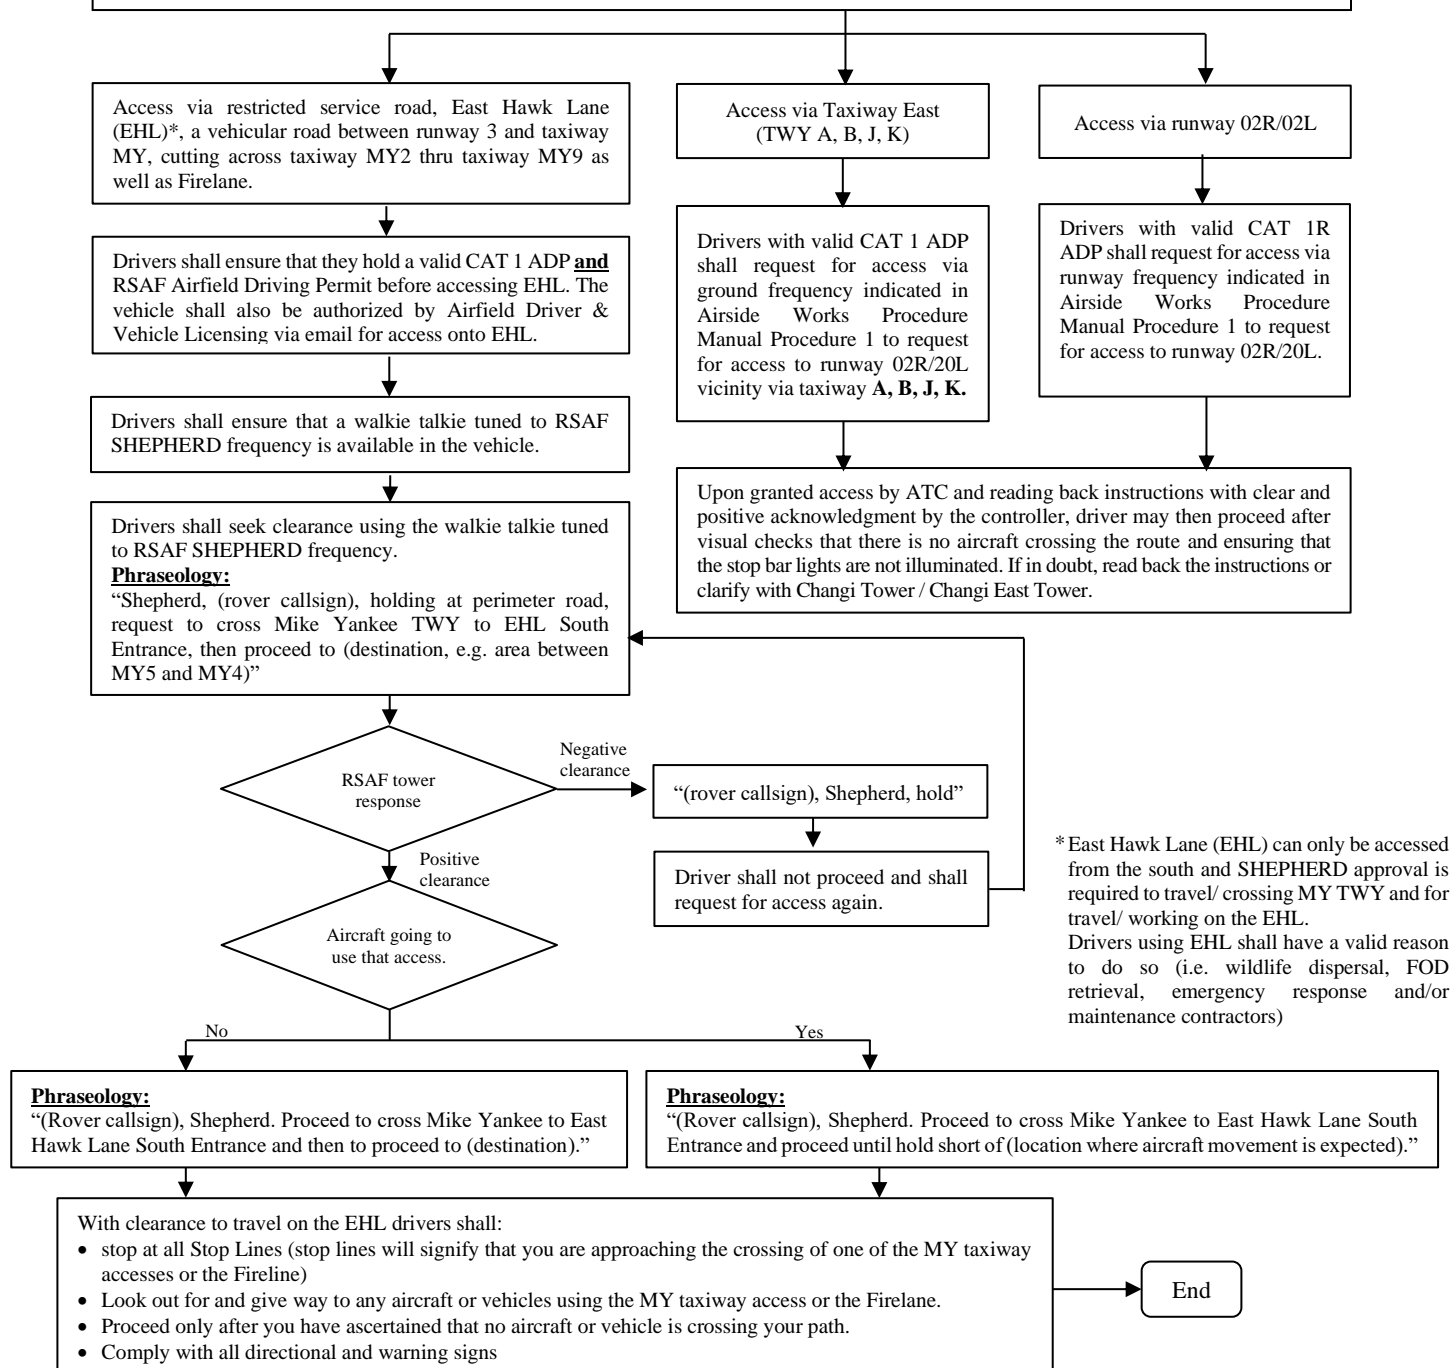 Access via restricted service road, East Hawk Lane
(EHL)*, a vehicular road between runway 3 and taxiway
MY, cutting across taxiway MY2 thru taxiway MY9 as
well as Firelane.
Access via Taxiway East
(TWY A, B, J, K)
Access via runway 02R/02L
Drivers shall ensure that they hold a valid CAT 1 ADP and
RSAF Airfield Driving Permit before accessing EHL. The
vehicle shall also be authorized by Airfield Driver &
Vehicle Licensing via email for access onto EHL.
Drivers with valid CAT 1 ADP
shall request for access via
ground frequency indicated in
Airside Works Procedure
Manual Procedure 1 to request
for access to runway 02R/20L
vicinity via taxiway A, B, J, K.
Drivers with valid CAT 1R
ADP shall request for access via
runway frequency indicated in
Airside Works Procedure
Manual Procedure 1 to request
for access to runway 02R/20L.
Drivers shall ensure that a walkie talkie tuned to RSAF
SHEPHERD frequency is available in the vehicle.
Upon granted access by ATC and reading back instructions with clear and
positive acknowledgment by the controller, driver may then proceed after
visual checks that there is no aircraft crossing the route and ensuring that
the stop bar lights are not illuminated. If in doubt, read back the instructions or
clarify with Changi Tower / Changi East Tower.
Drivers shall seek clearance using the walkie talkie tuned
to RSAF SHEPHERD frequency.
Phraseology:
“Shepherd, (rover callsign), holding at perimeter road,
request to cross Mike Yankee TWY to EHL South
Entrance, then proceed to (destination, e.g. area between
MY5 and MY4)”
RSAF tower
response
Negative
clearance
“(rover callsign), Shepherd, hold”
Driver shall not proceed and shall
request for access again.
Positive
clearance
Aircraft going to
use that access.
* East Hawk Lane (EHL) can only be accessed
from the south and SHEPHERD approval is
required to travel/ crossing MY TWY and for
travel/ working on the EHL.
Drivers using EHL shall have a valid reason
to do so (i.e. wildlife dispersal, FOD
retrieval, emergency response and/or
maintenance contractors)
No
Yes
Phraseology:
“(Rover callsign), Shepherd. Proceed to cross Mike Yankee to East
Hawk Lane South Entrance and then to proceed to (destination).”
Phraseology:
“(Rover callsign), Shepherd. Proceed to cross Mike Yankee to East Hawk Lane South
Entrance and proceed until hold short of (location where aircraft movement is expected).”
With clearance to travel on the EHL drivers shall:
• stop at all Stop Lines (stop lines will signify that you are approaching the crossing of one of the MY taxiway
accesses or the Fireline)
• Look out for and give way to any aircraft or vehicles using the MY taxiway access or the Firelane.
• Proceed only after you have ascertained that no aircraft or vehicle is crossing your path.
• Comply with all directional and warning signs
End